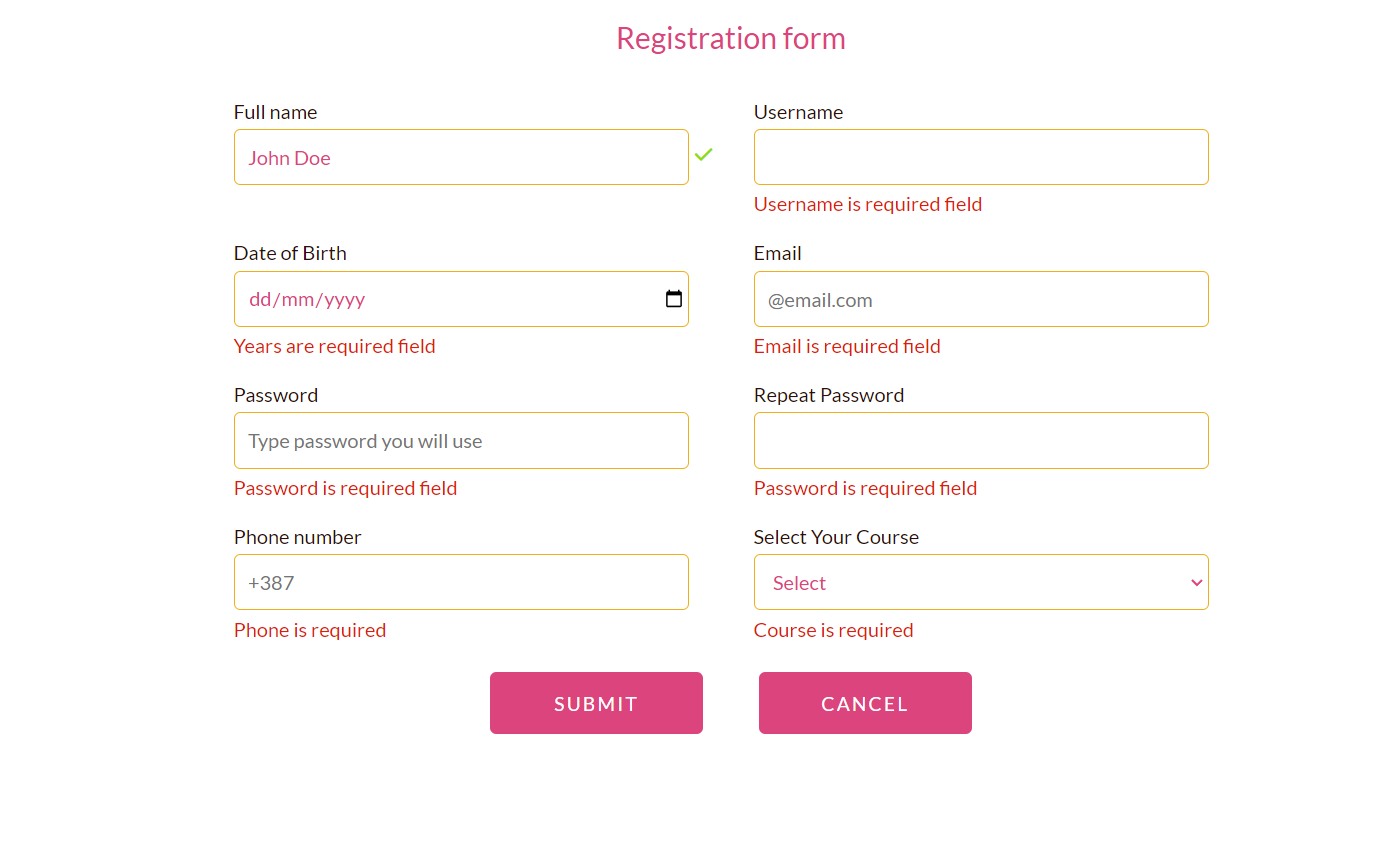 Registration form
Full name
Username
John Doe
Username is required field
Date of Birth
Email
dd/mm/yyyy
@email.com
Years are required field
Email is required field
Password
Repeat Password
Type password you will use
Password is required field
Password is required field
Phone number
Select Your Course
+387
Select
Phone is required
Course is required
SUBMIT
CANCEL